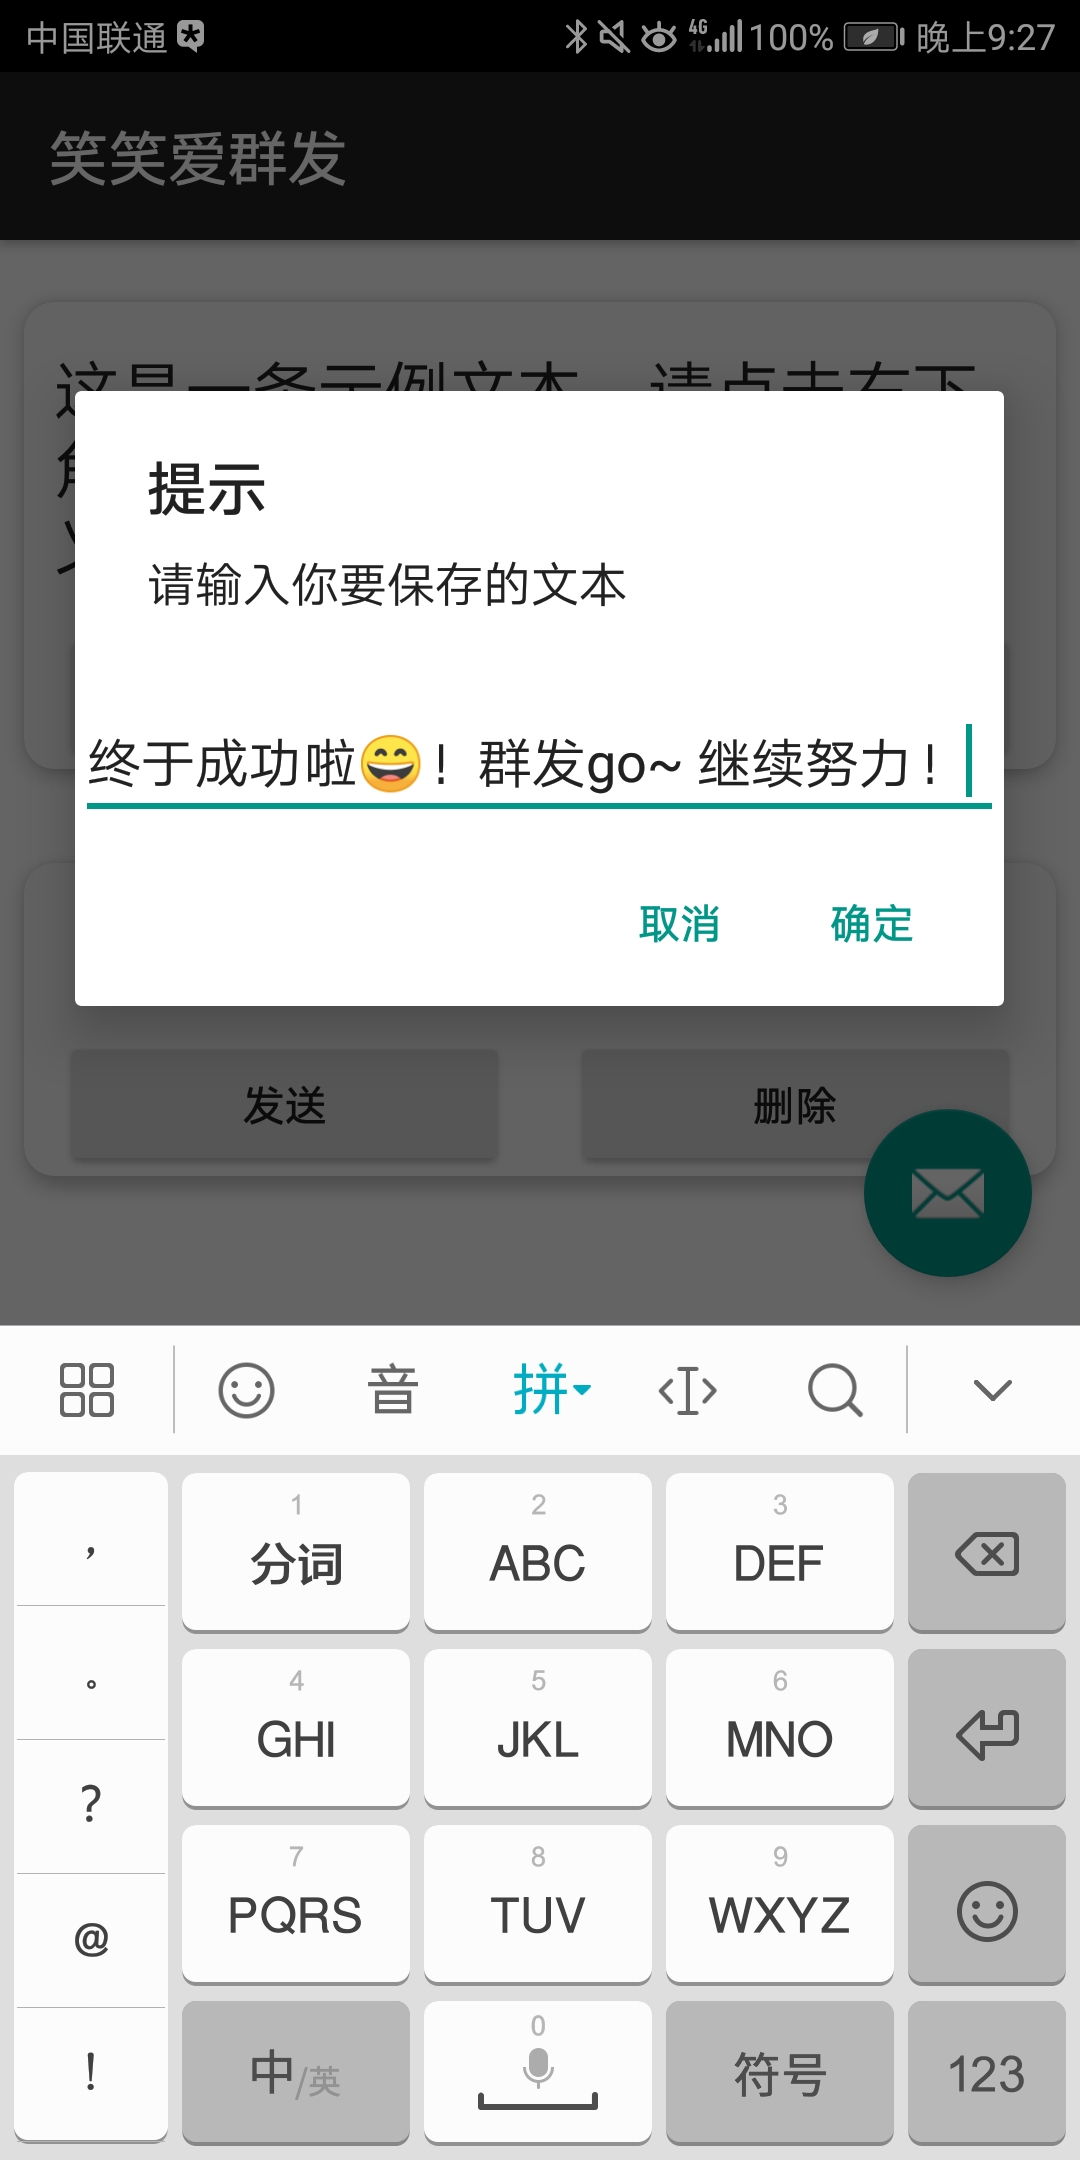 中国联通 4G 100% 晚上9:27
笑笑爱群发
这是一条示例文本，请点击右下
提示
请输入你要保存的文本
终于成功啦😄！群发go~ 继续努力！
取消 确定
发送 删除
音 拼
，
。
?
@
!
1 2 3
分词 ABC DEF
4 5 6
GHI JKL MNO
7 8 9
PQRS TUV WXYZ
0
中/英 符号 123